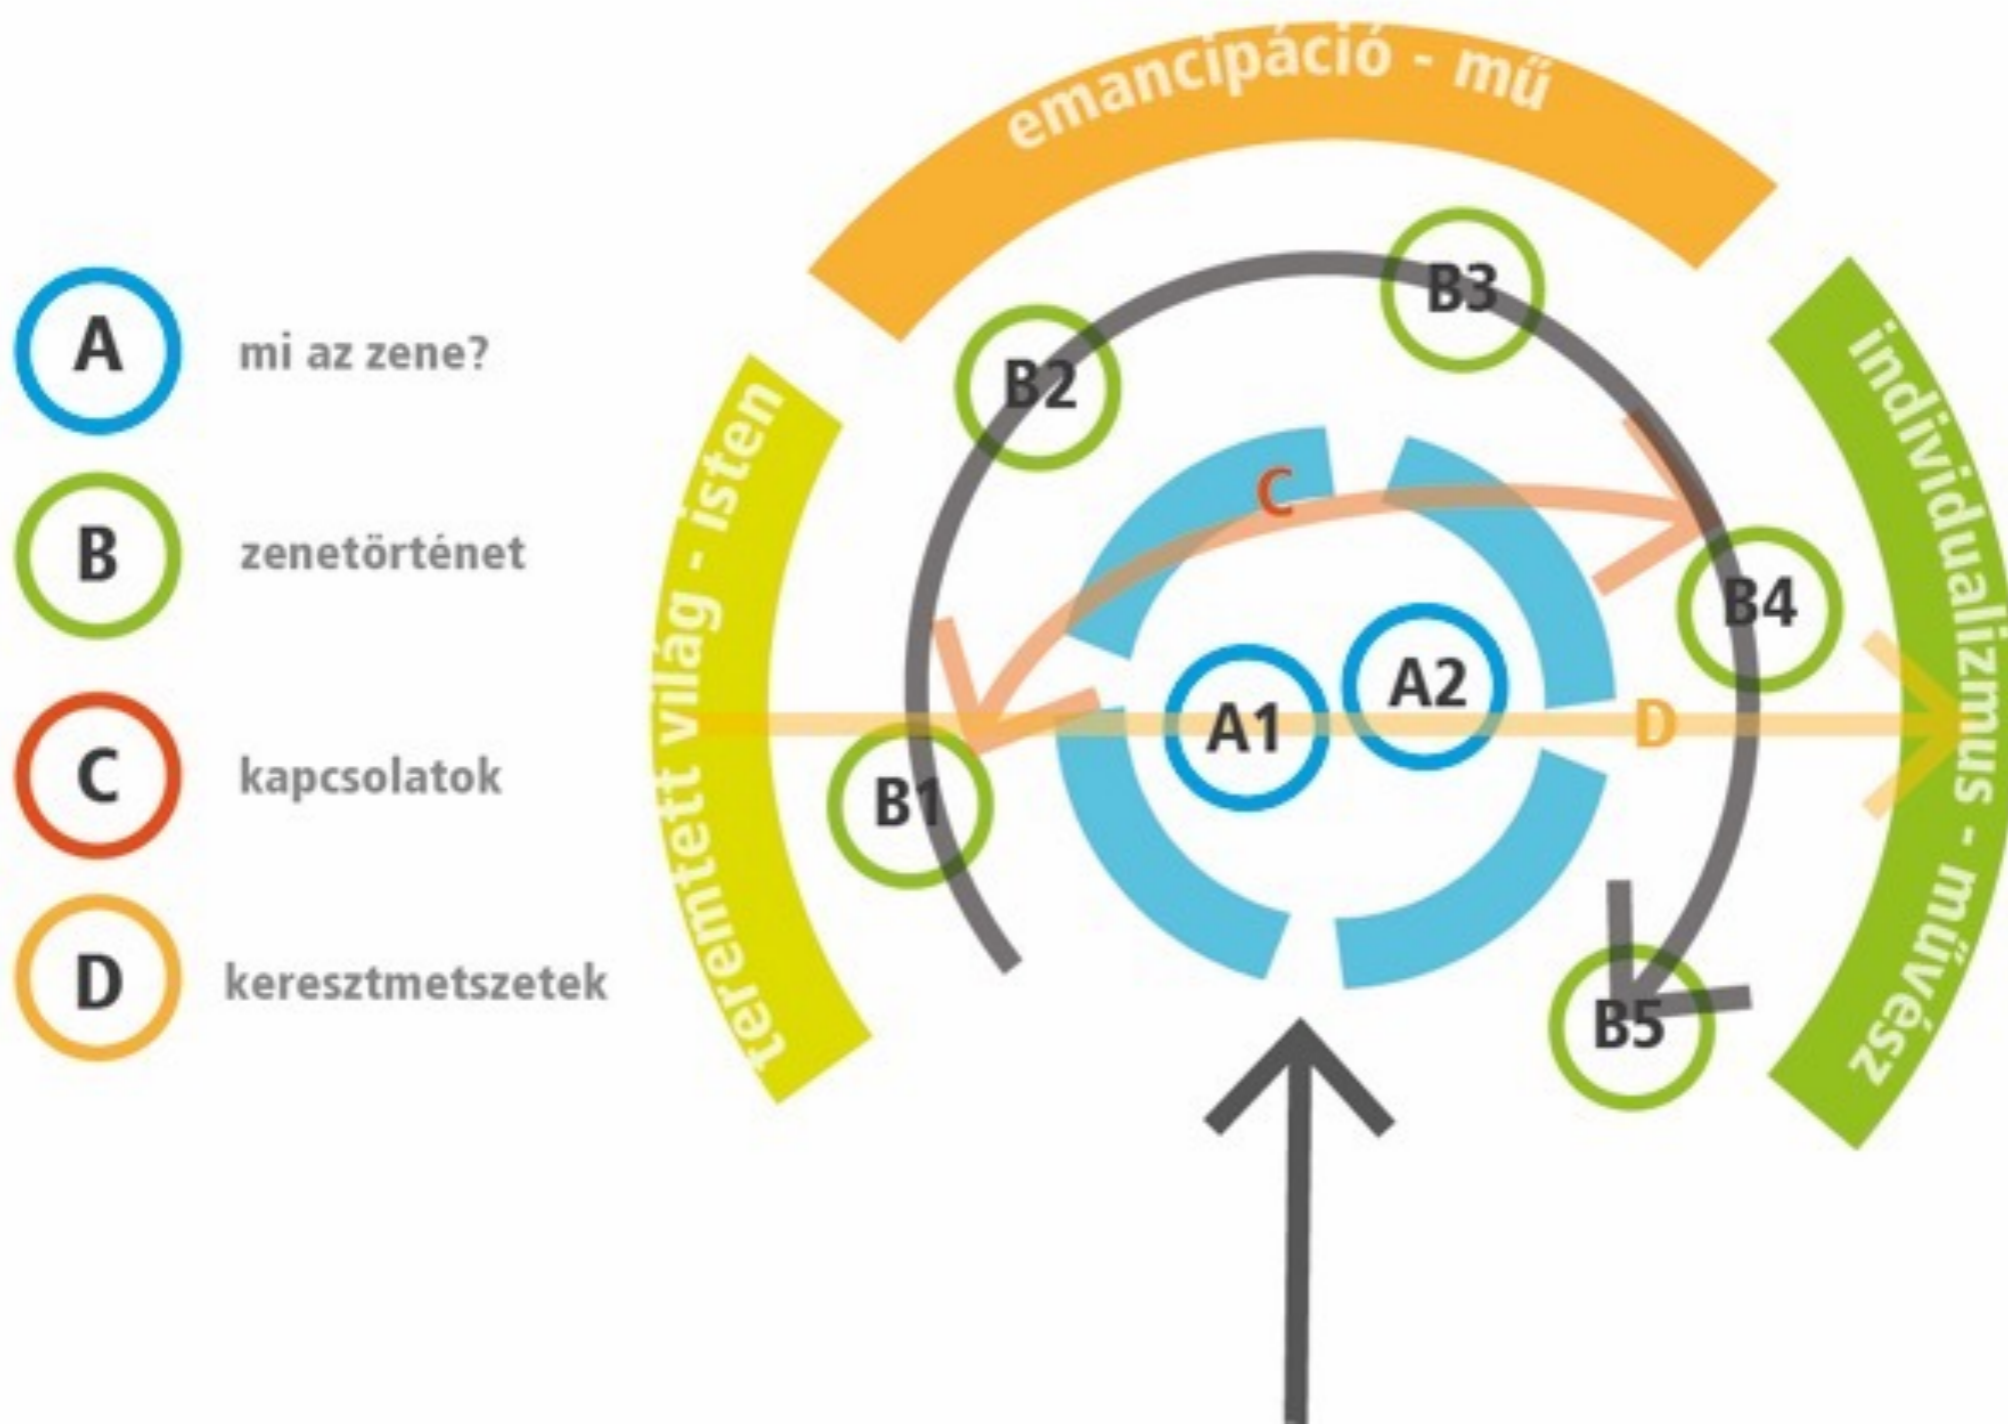 A
mi az zene?
B
zenetörténet
C
kapcsolatok
D
keresztmetszetek
teremtett világ - isten
emancipáció - mű
individualizmus - művész
B1
B2
B3
B4
B5
C
A1
A2
D